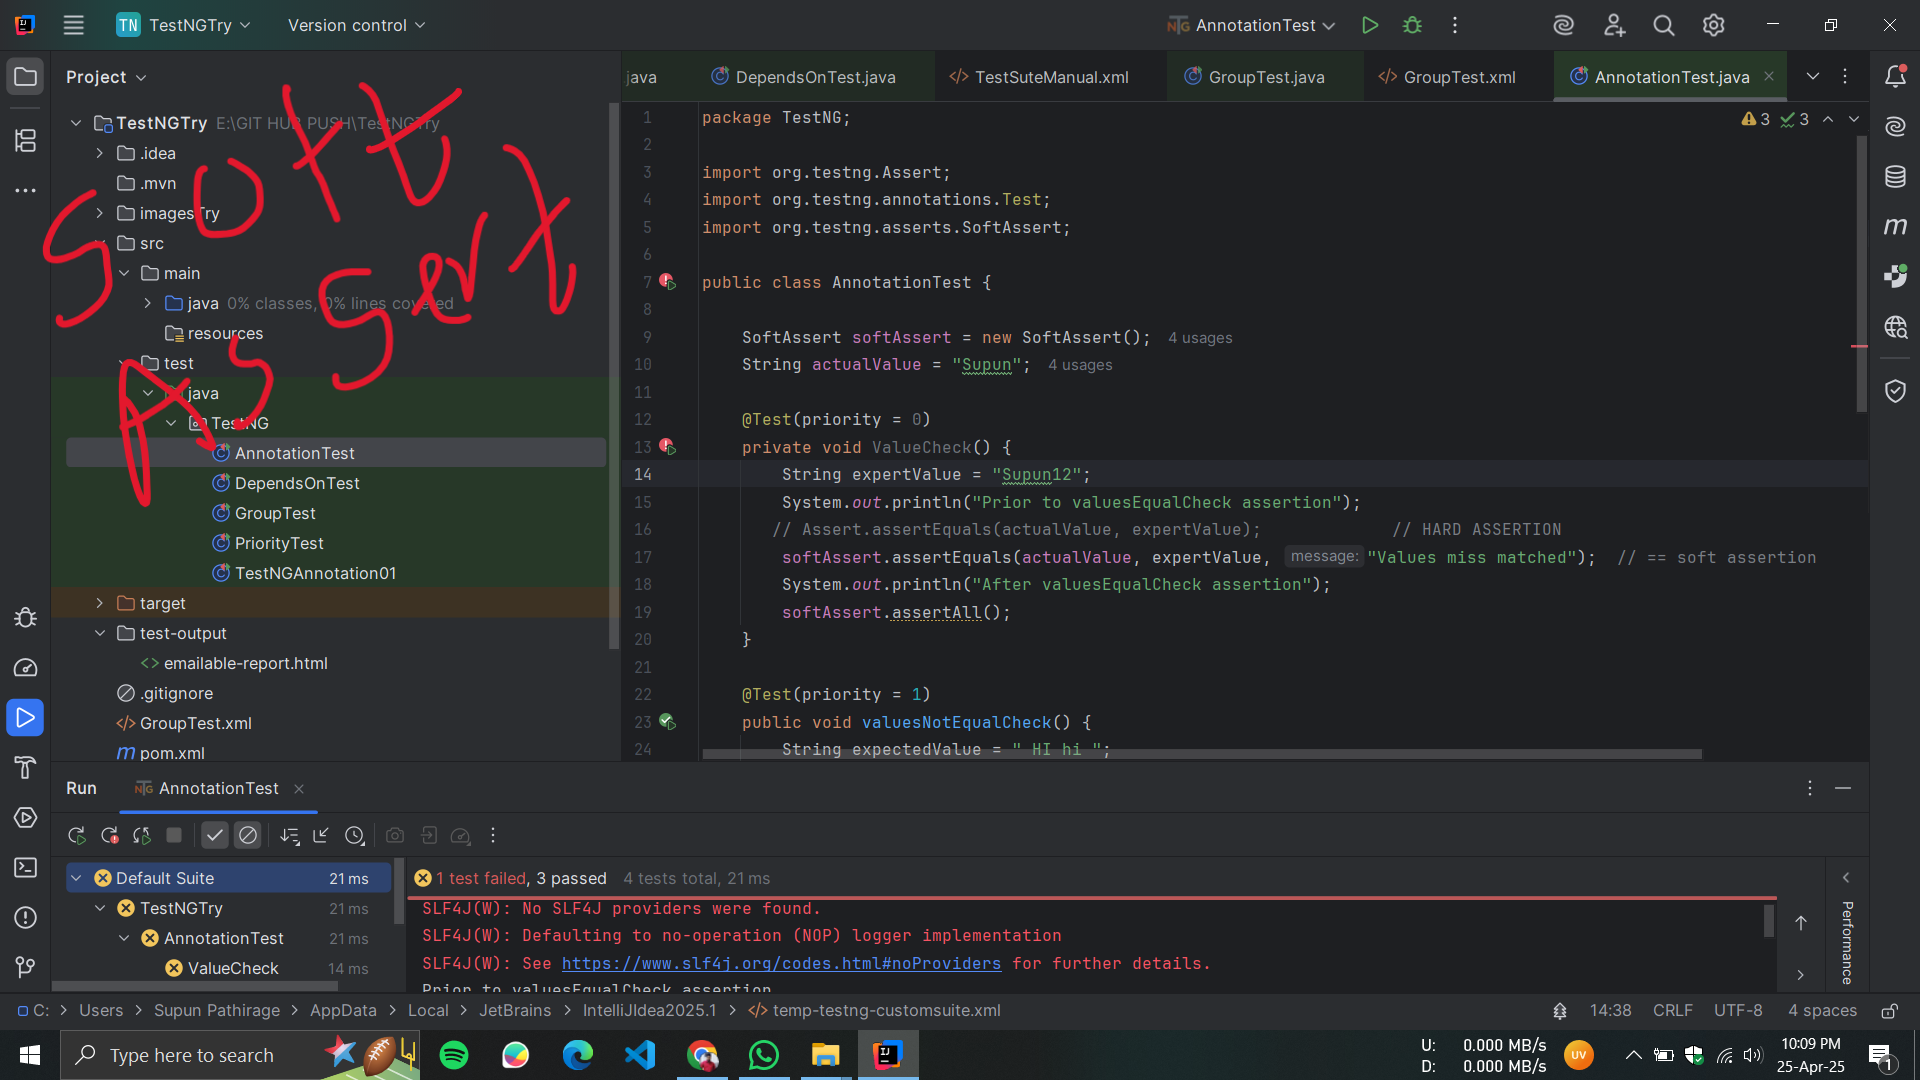 TN TestNGTry Version control AnnotationTest
Project
.java DependsOnTest.java TestSuteManual.xml GroupTest.java GroupTest.xml AnnotationTest.java
Soft
Assert
TestNGTry E:\GIT HUB PUSH\TestNGTry
.idea
.mvn
imagesTry
src
main
java 0% classes, 0% lines covered
resources
test
java
TestNG
AnnotationTest
DependsOnTest
GroupTest
PriorityTest
TestNGAnnotation01
target
test-output
emailable-report.html
.gitignore
GroupTest.xml
pom.xml
3 3
1 package TestNG;
2
3 import org.testng.Assert;
4 import org.testng.annotations.Test;
5 import org.testng.asserts.SoftAssert;
6
7 public class AnnotationTest {
8
9 SoftAssert softAssert = new SoftAssert(); 4 usages
10 String actualValue = "Supun"; 4 usages
11
12 @Test(priority = 0)
13 private void ValueCheck() {
14 String expertValue = "Supun12";
15 System.out.println("Prior to valuesEqualCheck assertion");
16 // Assert.assertEquals(actualValue, expertValue); // HARD ASSERTION
17 softAssert.assertEquals(actualValue, expertValue, message: "Values miss matched"); // == soft assertion
18 System.out.println("After valuesEqualCheck assertion");
19 softAssert.assertAll();
20 }
21
22 @Test(priority = 1)
23 public void valuesNotEqualCheck() {
24 String expectedValue = " HI hi ";
Run AnnotationTest
Default Suite 21 ms
TestNGTry 21 ms
AnnotationTest 21 ms
ValueCheck 14 ms
1 test failed, 3 passed 4 tests total, 21 ms
SLF4J(W): No SLF4J providers were found.
SLF4J(W): Defaulting to no-operation (NOP) logger implementation
SLF4J(W): See https://www.slf4j.org/codes.html#noProviders for further details.
Prior to valuesEqualCheck assertion
Performance
C: > Users > Supun Pathirage > AppData > Local > JetBrains > IntelliJIdea2025.1 > temp-testng-customsuite.xml 14:38 CRLF UTF-8 4 spaces
Type here to search
U: 0.000 MB/s
D: 0.000 MB/s
UV
10:09 PM
25-Apr-25
1